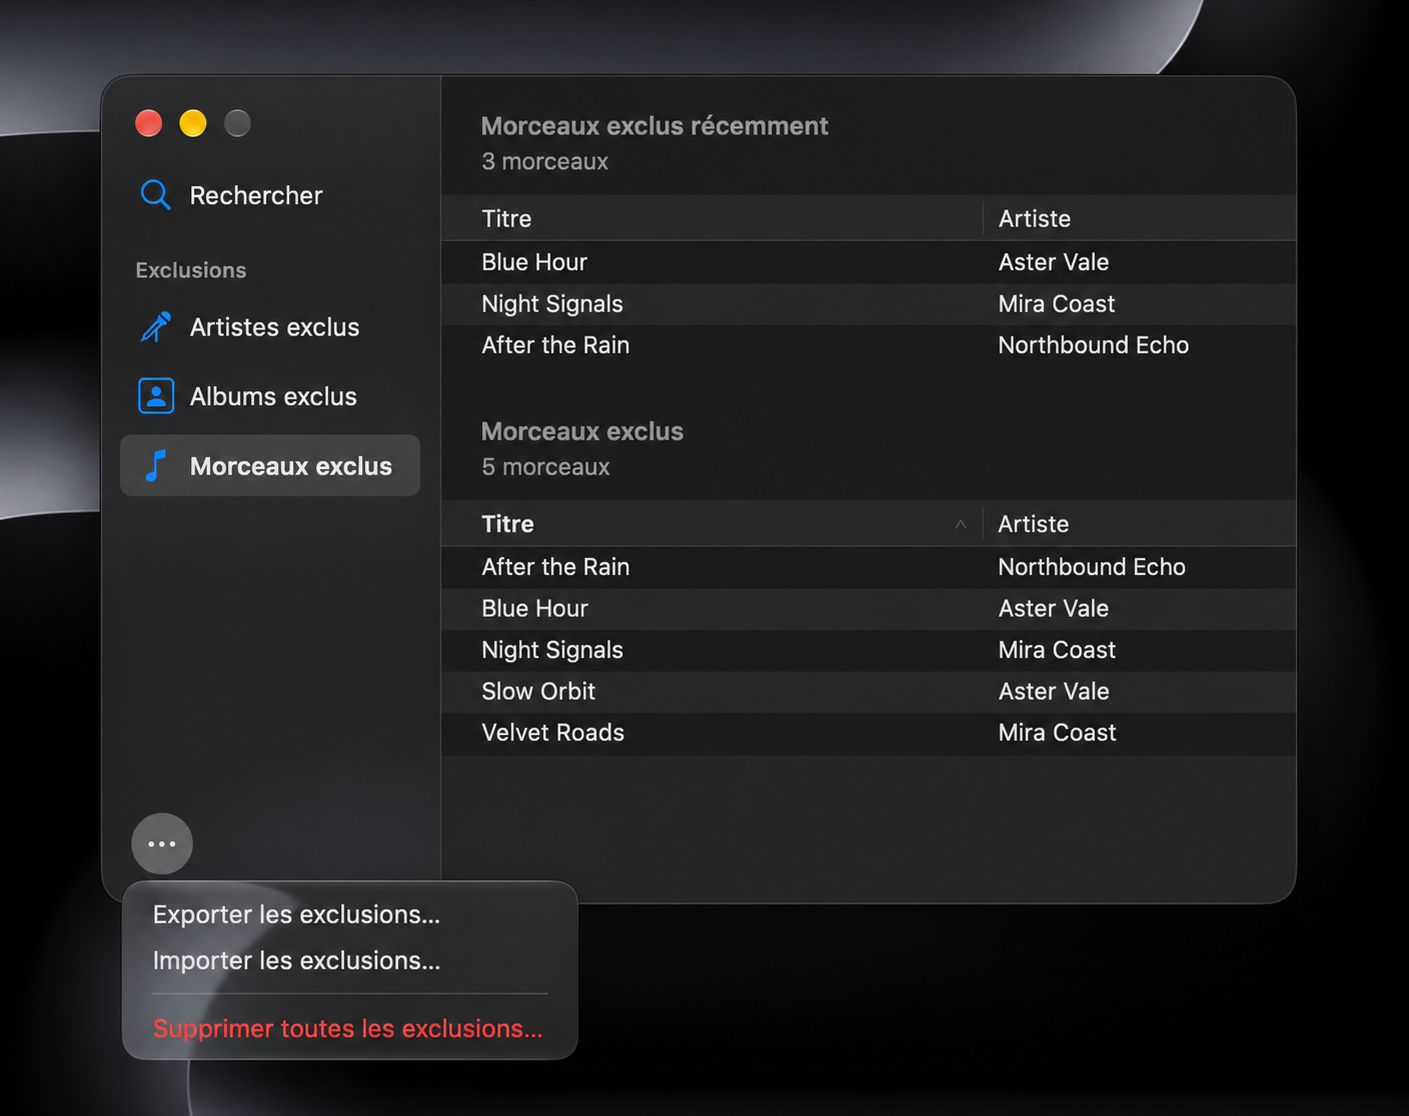 Rechercher
Exclusions
Artistes exclus
Albums exclus
Morceaux exclus
Morceaux exclus récemment
3 morceaux
Titre Artiste
Blue Hour Aster Vale
Night Signals Mira Coast
After the Rain Northbound Echo
Morceaux exclus
5 morceaux
Titre Artiste
After the Rain Northbound Echo
Blue Hour Aster Vale
Night Signals Mira Coast
Slow Orbit Aster Vale
Velvet Roads Mira Coast
Exporter les exclusions...
Importer les exclusions...
Supprimer toutes les exclusions...